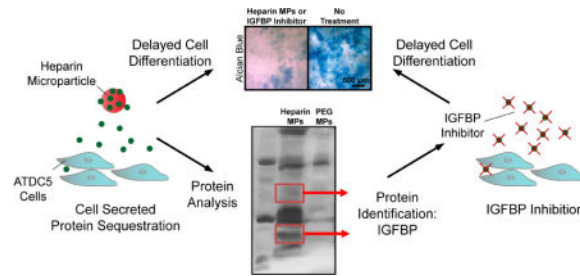 Heparin MPs or
IGFBP Inhibitor
No
Treatment
Alcian Blue
500 μm
Delayed Cell
Differentiation
Delayed Cell
Differentiation
Heparin
Microparticle
ATDC5
Cells
Cell Secreted
Protein Sequestration
Protein
Analysis
Heparin
MPs
PEG
MPs
Protein
Identification:
IGFBP
IGFBP
Inhibitor
IGFBP Inhibition